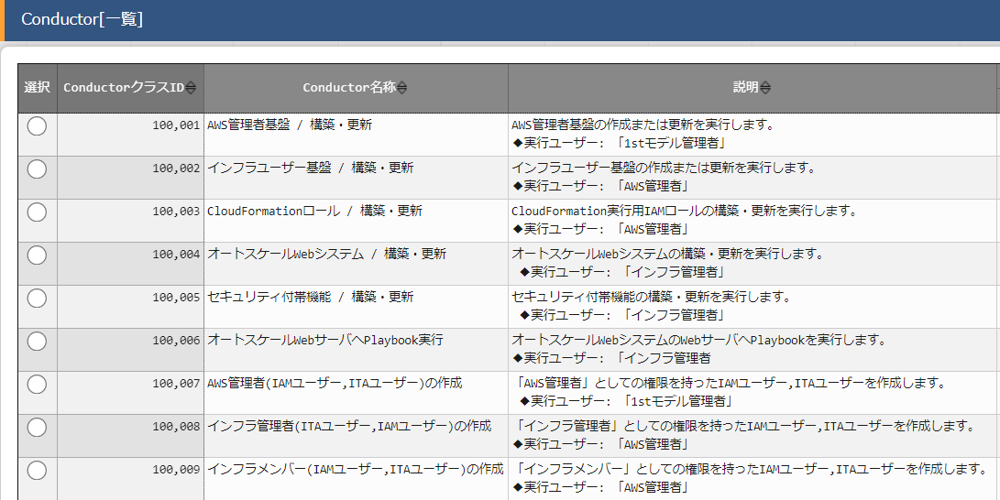 Conductor[一覧]
選択 ConductorクラスID Conductor名称 説明
100,001 AWS管理者基盤 / 構築・更新 AWS管理者基盤の作成または更新を実行します。
◆実行ユーザー: 「1stモデル管理者」
100,002 インフラユーザー基盤 / 構築・更新 インフラユーザー基盤の作成または更新を実行します。
◆実行ユーザー: 「AWS管理者」
100,003 CloudFormationロール / 構築・更新 CloudFormation実行用IAMロールの構築・更新を実行します。
◆実行ユーザー: 「AWS管理者」
100,004 オートスケールWebシステム / 構築・更新 オートスケールWebシステムの構築・更新を実行します。
◆実行ユーザー: 「インフラ管理者」
100,005 セキュリティ付帯機能 / 構築・更新 セキュリティ付帯機能の構築・更新を実行します。
◆実行ユーザー: 「インフラ管理者」
100,006 オートスケールWebサーバへPlaybook実行 オートスケールWebシステムのWebサーバへPlaybookを実行します。
◆実行ユーザー: 「インフラ管理者
100,007 AWS管理者(IAMユーザー,ITAユーザー)の作成 「AWS管理者」としての権限を持ったIAMユーザー,ITAユーザーを作成します。
◆実行ユーザー: 「1stモデル管理者」
100,008 インフラ管理者(ITAユーザー,IAMユーザー)の作成 「インフラ管理者」としての権限を持ったIAMユーザー,ITAユーザーを作成します。
◆実行ユーザー: 「AWS管理者」
100,009 インフラメンバー(IAMユーザー,ITAユーザー)の作成 「インフラメンバー」としての権限を持ったIAMユーザー,ITAユーザーを作成します。
◆実行ユーザー: 「AWS管理者」